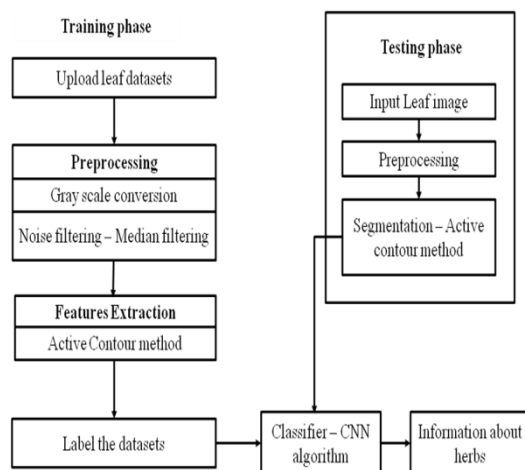 Training phase
Upload leaf datasets
Preprocessing
Gray scale conversion
Noise filtering – Median filtering
Features Extraction
Active Contour method
Label the datasets
Testing phase
Input Leaf image
Preprocessing
Segmentation – Active
contour method
Classifier – CNN
algorithm
Information about
herbs